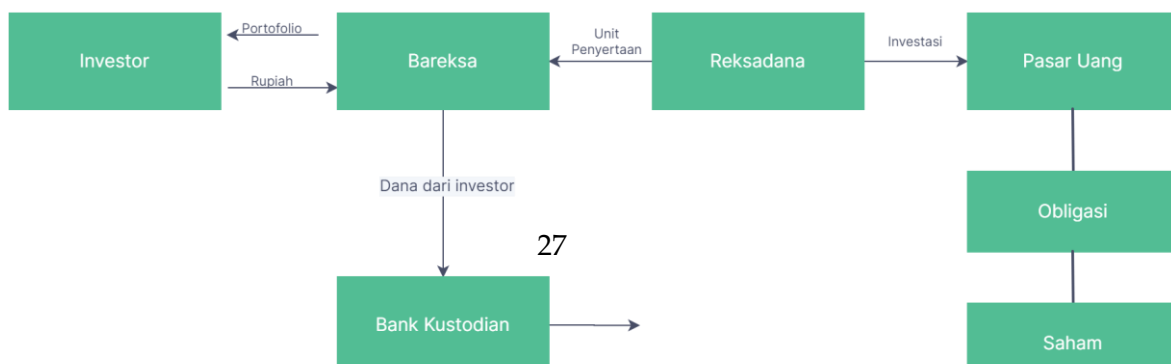 Investor
Portofolio
Rupiah
Bareksa
Unit
Penyertaan
Reksadana
Investasi
Pasar Uang
Dana dari investor
Obligasi
27
Bank Kustodian
Saham